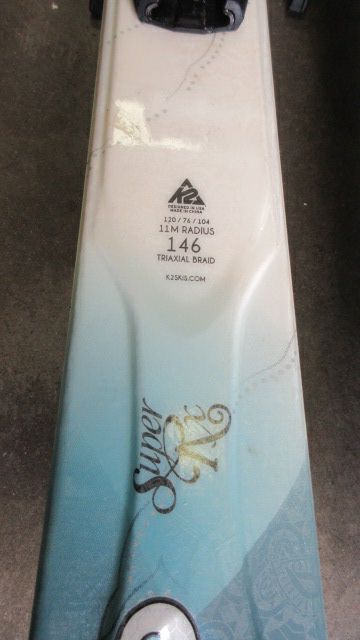 K2
DESIGNED IN USA
MADE IN CHINA
120 / 76 / 104
11M RADIUS
146
TRIAXIAL BRAID
K2SKIS.COM
Super